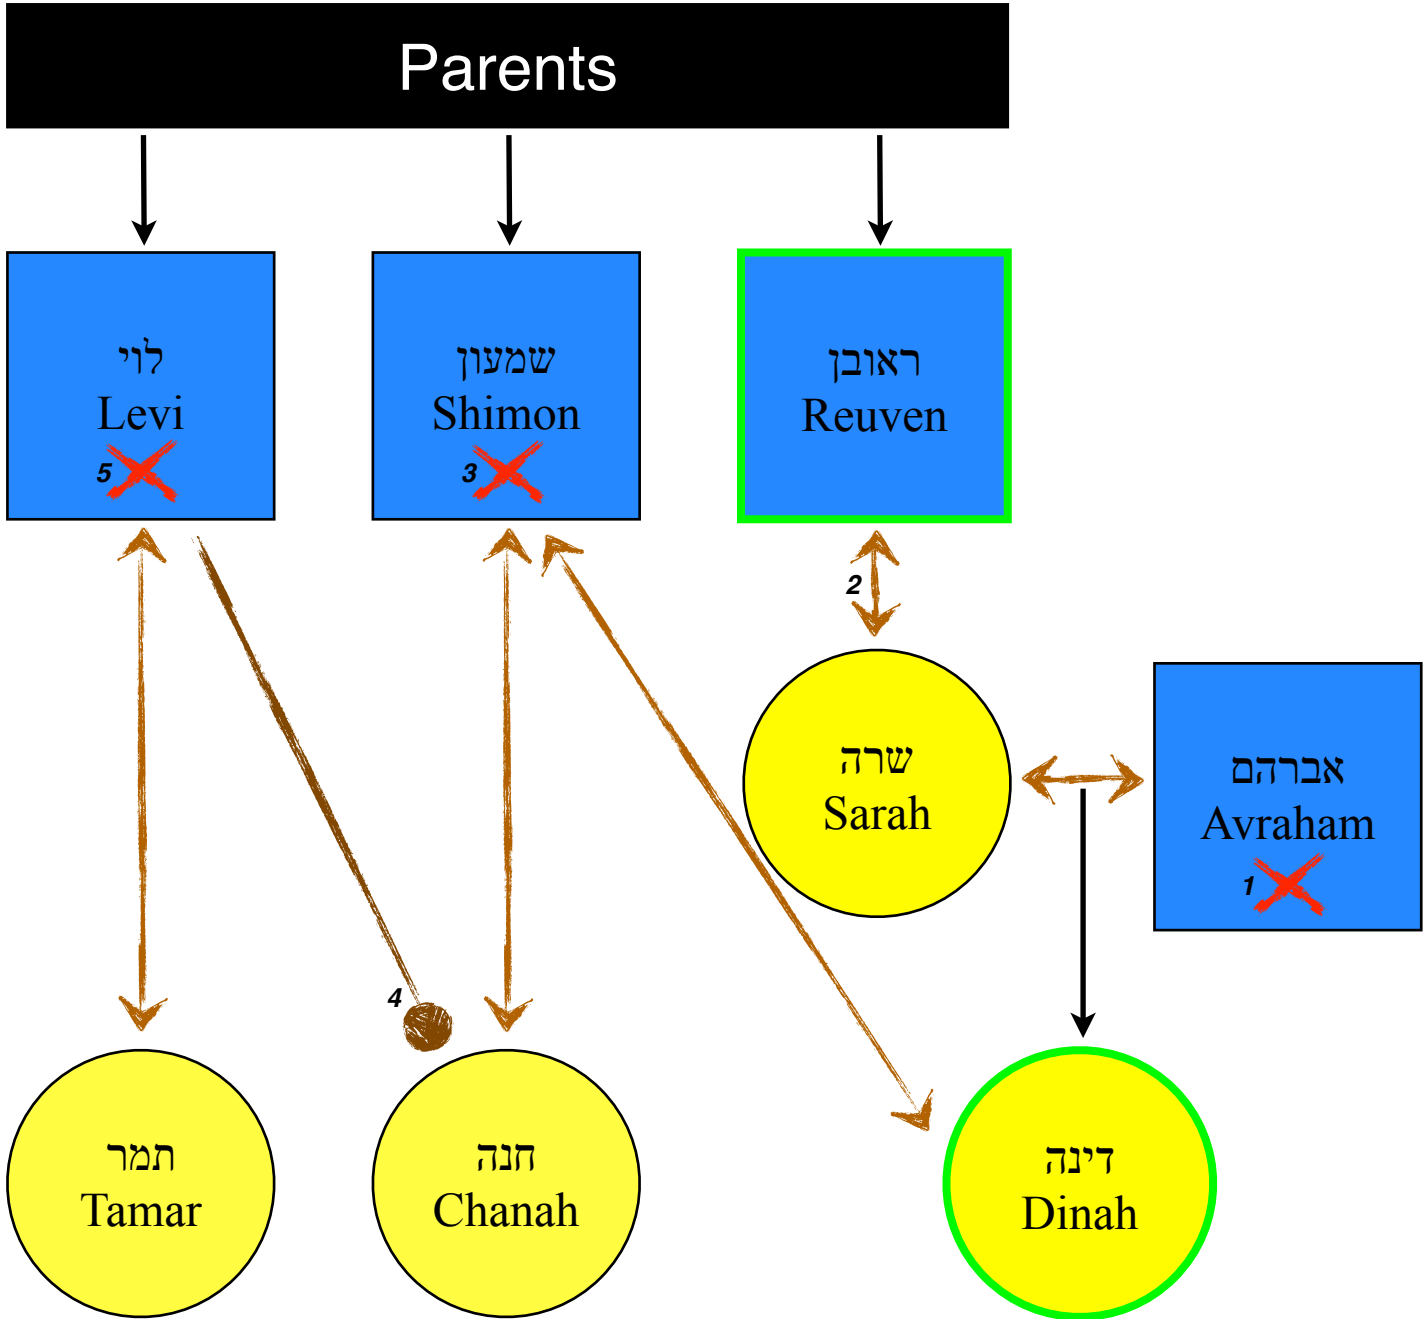 Parents
לוי
Levi
5
שמעון
Shimon
3
ראובן
Reuven
2
שרה
Sarah
אברהם
Avraham
1
4
תמר
Tamar
חנה
Chanah
דינה
Dinah